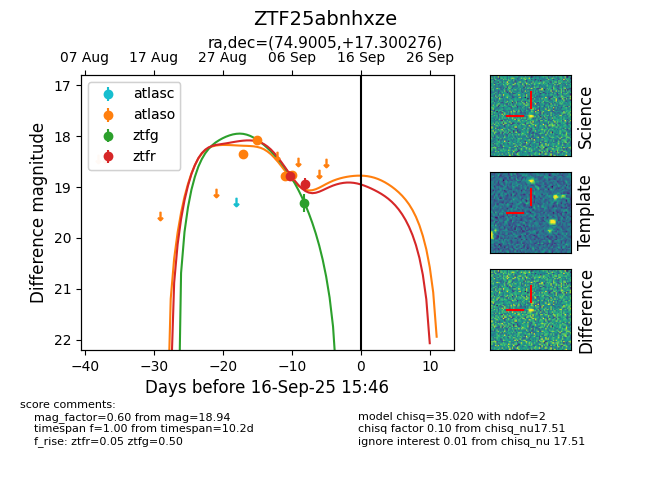 ZTF25abnhxze
ra,dec=(74.9005,+17.300276)
07 Aug 17 Aug 27 Aug 06 Sep 16 Sep 26 Sep
atlasc
atlaso
ztfg
ztfr
Difference magnitude
17
18
19
20
21
22
−40 −30 −20 −10 0 10
Days before 16-Sep-25 15:46
Science
Template
Difference
score comments:
mag_factor=0.60 from mag=18.94
timespan f=1.00 from timespan=10.2d
f_rise: ztfr=0.05 ztfg=0.50
model chisq=35.020 with ndof=2
chisq factor 0.10 from chisq_nu17.51
ignore interest 0.01 from chisq_nu 17.51